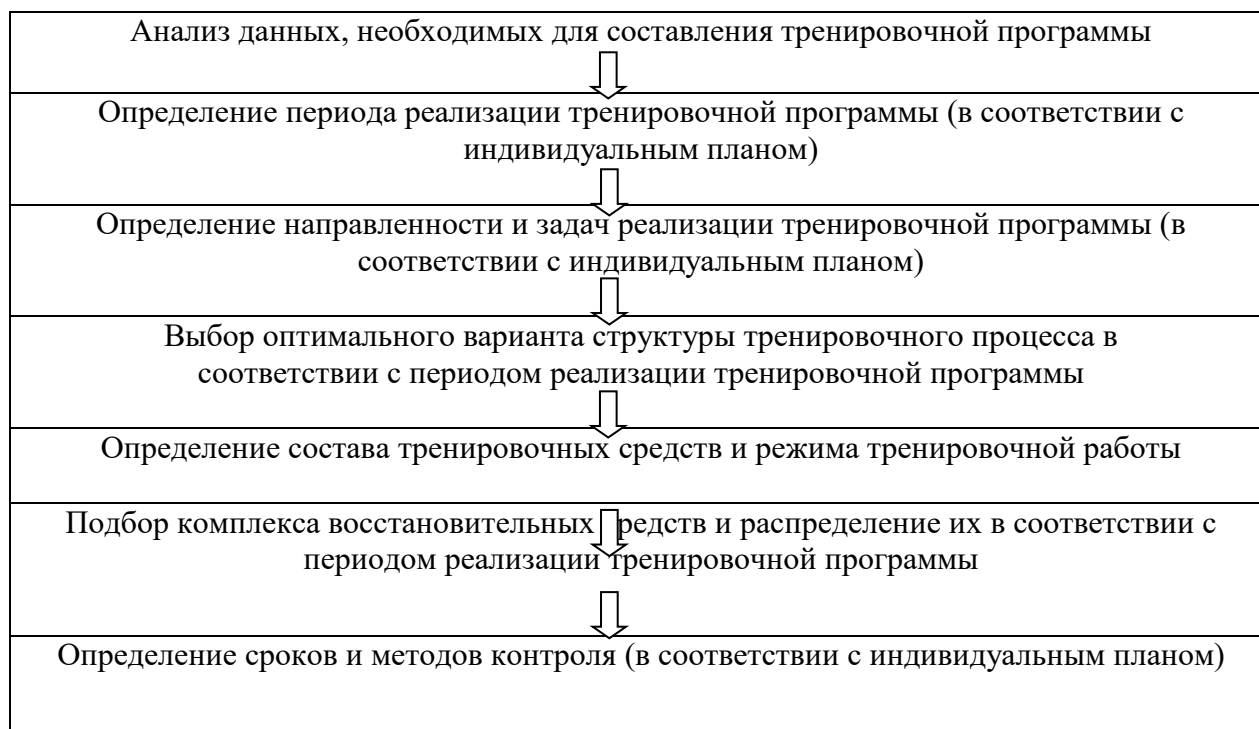 Анализ данных, необходимых для составления тренировочной программы
Определение периода реализации тренировочной программы (в соответствии с
индивидуальным планом)
Определение направленности и задач реализации тренировочной программы (в
соответствии с индивидуальным планом)
Выбор оптимального варианта структуры тренировочного процесса в
соответствии с периодом реализации тренировочной программы
Определение состава тренировочных средств и режима тренировочной работы
Подбор комплекса восстановительных средств и распределение их в соответствии с
периодом реализации тренировочной программы
Определение сроков и методов контроля (в соответствии с индивидуальным планом)